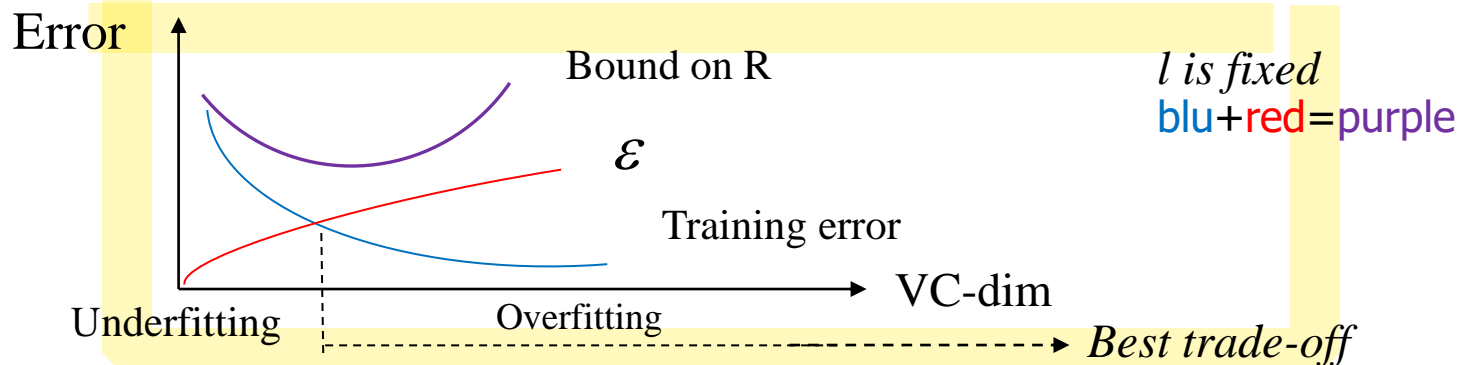 Error
Bound on R
l is fixed
blu+red=purple
ε
Training error
VC-dim
Underfitting
Overfitting
Best trade-off